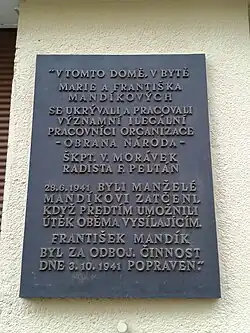 "V TOMTO DOMĚ, V BYTĚ
MARIE A FRANTIŠKA
MANDÍKOVÝCH
SE UKRÝVALI A PRACOVALI
VÝZNAMNÍ ILEGÁLNÍ
PRACOVNÍCI ORGANIZACE
- OBRANA NÁRODA -
ŠKPT. V. MORÁVEK
RADISTA F. PELTÁN
28.6.1941 BYLI MANŽELÉ
MANDÍKOVI ZATČENI,
KDYŽ PŘEDTÍM UMOŽNILI
ÚTĚK OBĚMA VYSÍLAJÍCÍM.
FRANTIŠEK MANDÍK
BYL ZA ODBOJ. ČINNOST
DNE 3.10.1941 POPRAVEN."